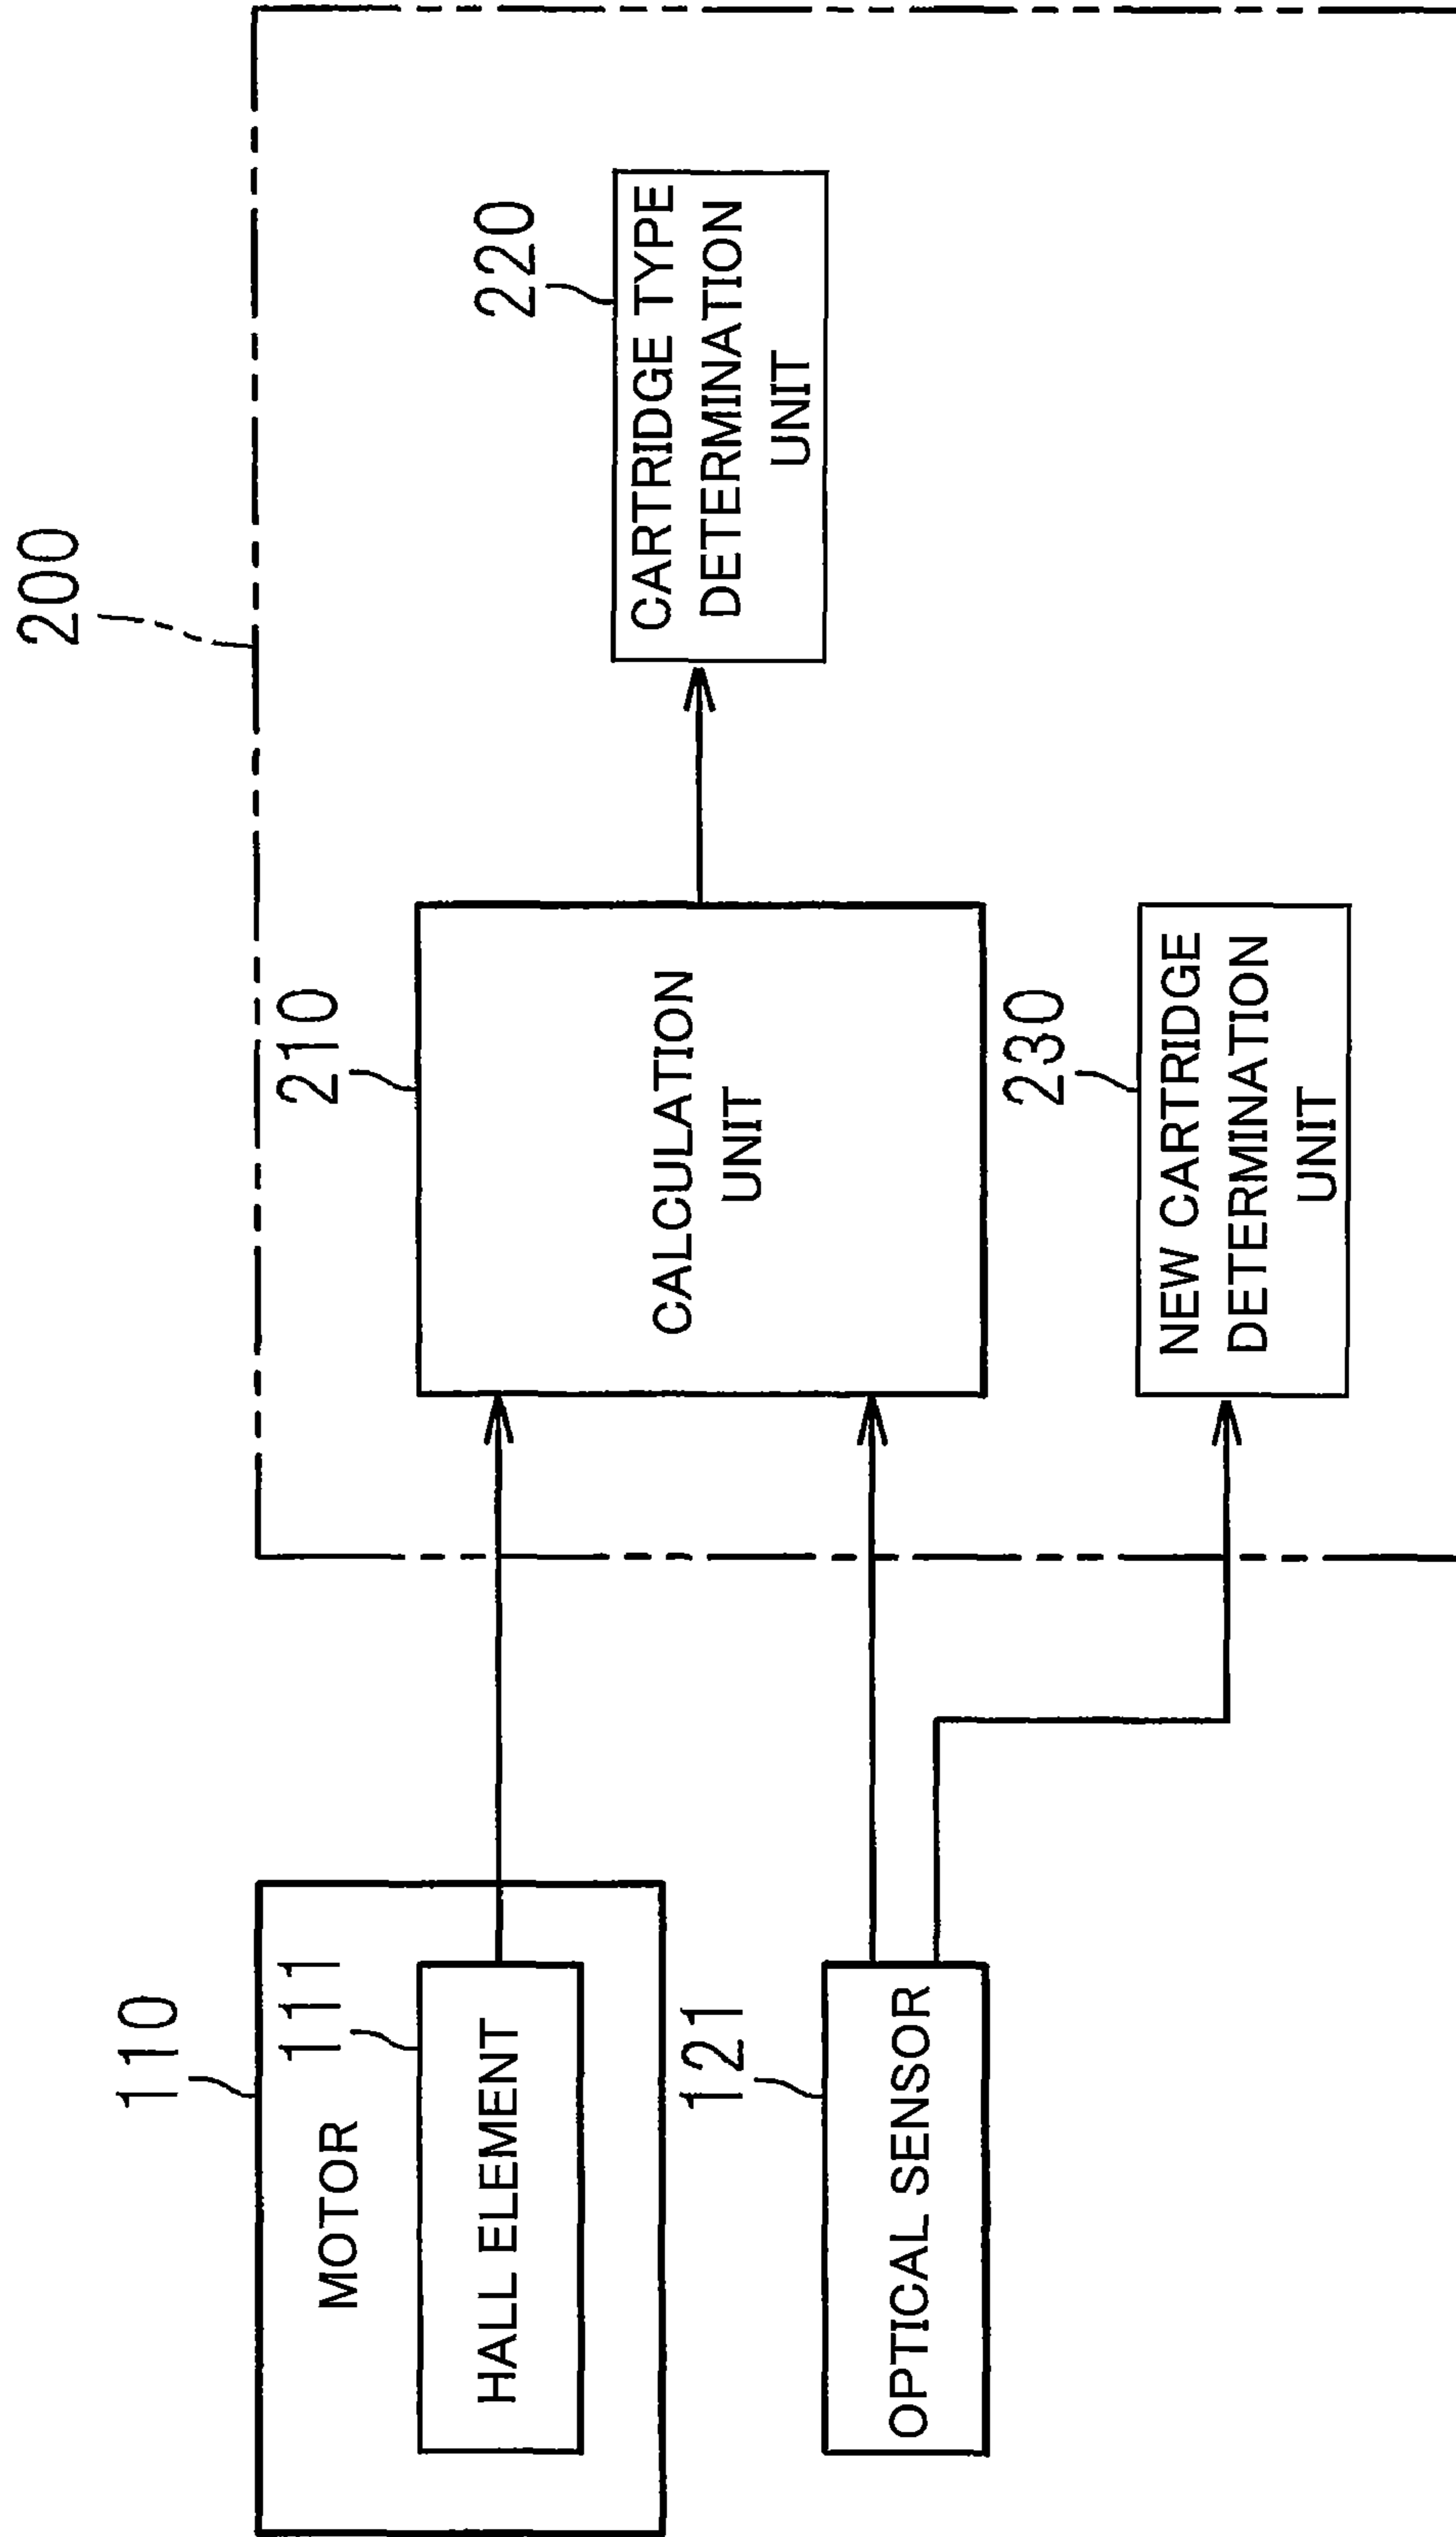 110
MOTOR
111
HALL ELEMENT
121
OPTICAL SENSOR
200
210
CALCULATION
UNIT
220
CARTRIDGE TYPE
DETERMINATION
UNIT
230
NEW CARTRIDGE
DETERMINATION
UNIT